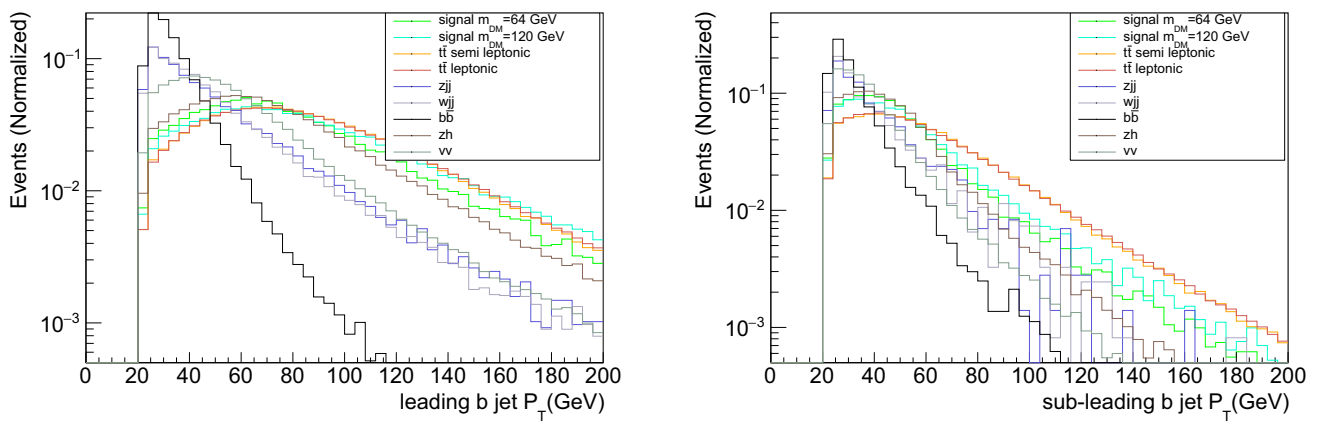 Events (Normalized)
10⁻¹
10⁻²
10⁻³
0 20 40 60 80 100 120 140 160 180 200
leading b jet P_T(GeV)
signal m_DM=64 GeV
signal m_DM=120 GeV
tt̄ semi leptonic
tt̄ leptonic
zjj
wjj
bb̄
zh
vv
Events (Normalized)
10⁻¹
10⁻²
10⁻³
0 20 40 60 80 100 120 140 160 180 200
sub-leading b jet P_T(GeV)
signal m_DM=64 GeV
signal m_DM=120 GeV
tt̄ semi leptonic
tt̄ leptonic
zjj
wjj
bb̄
zh
vv